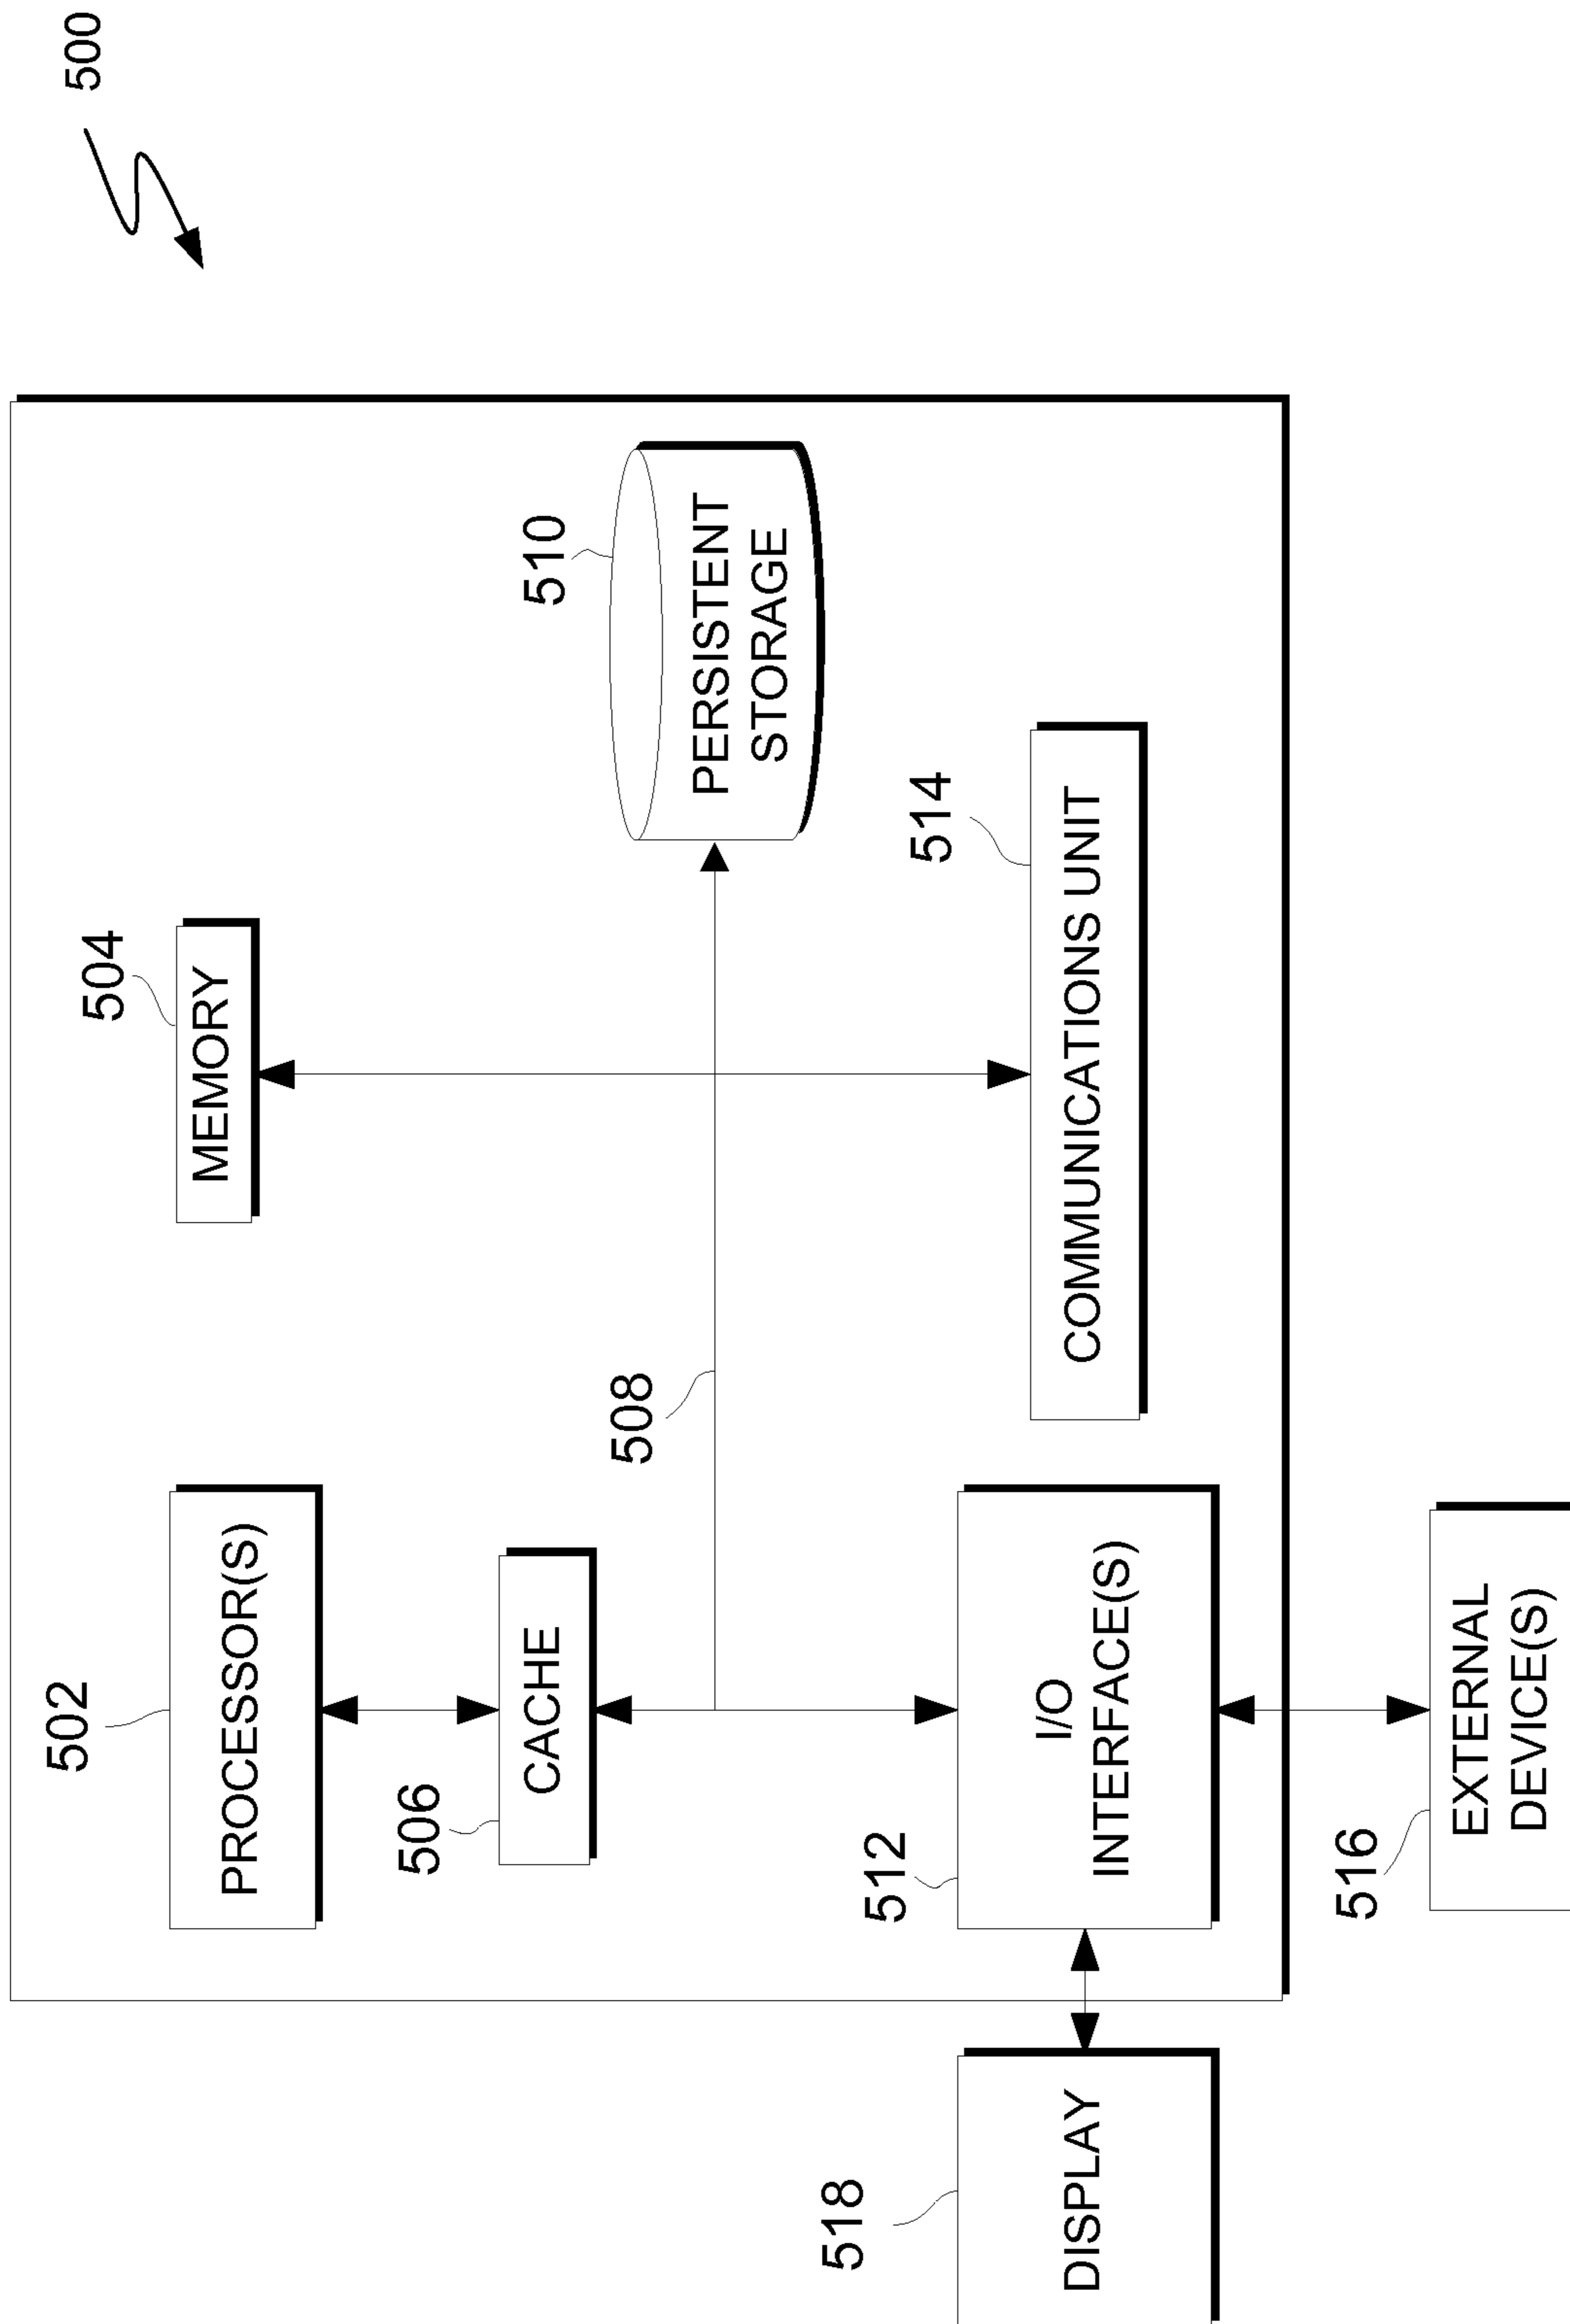 500
502
PROCESSOR(S)
504
MEMORY
506
CACHE
508
510
PERSISTENT
STORAGE
512
I/O
INTERFACE(S)
514
COMMUNICATIONS UNIT
518
DISPLAY
516
EXTERNAL
DEVICE(S)